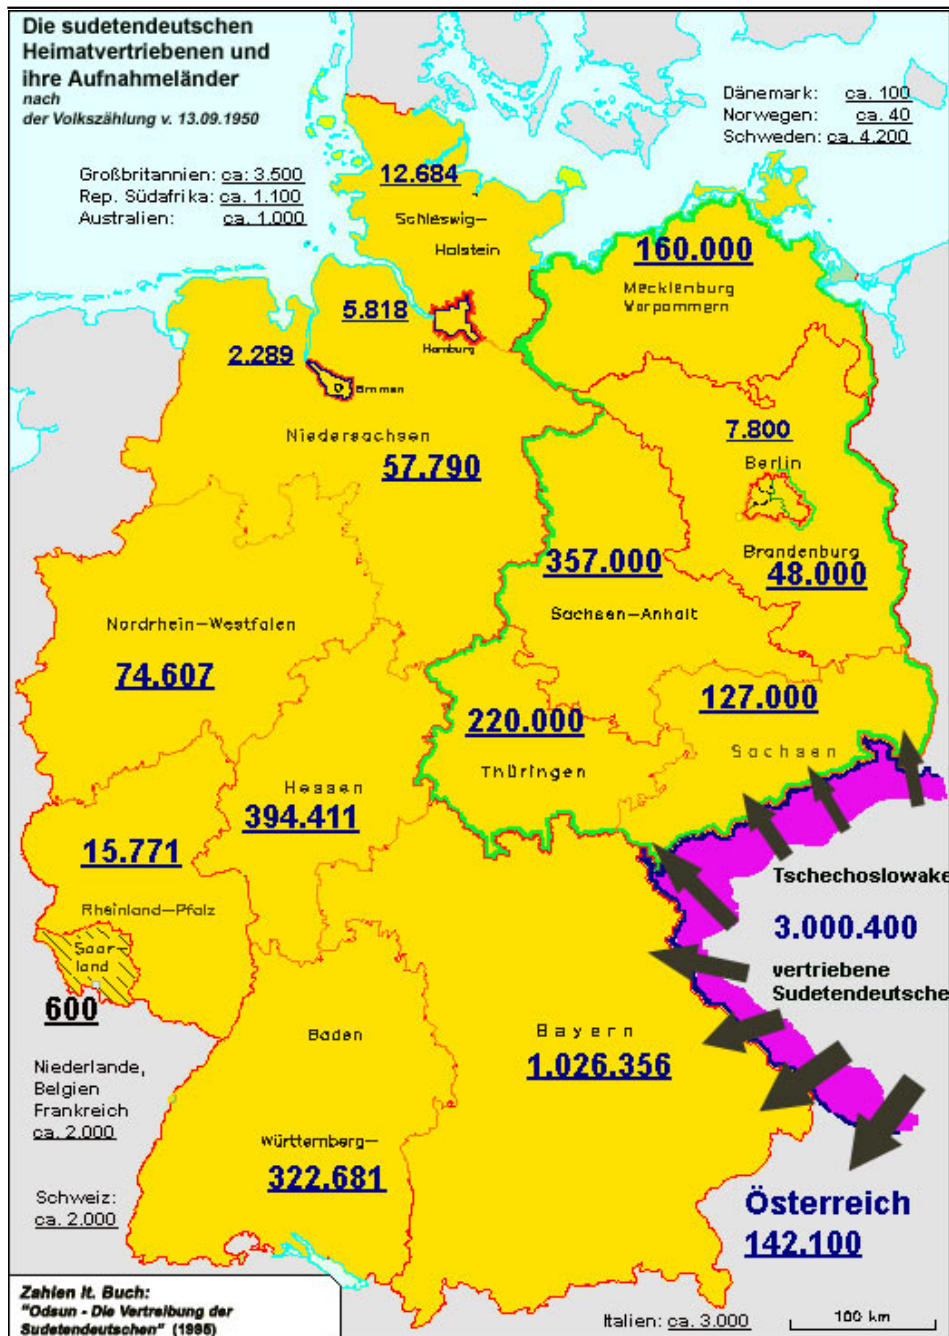 Die sudetendeutschen
Heimatvertriebenen und
ihre Aufnahmeländer
nach
der Volkszählung v. 13.09.1950
Dänemark: ca. 100
Norwegen: ca. 40
Schweden: ca. 4.200
Großbritannien: ca: 3.500
Rep. Südafrika: ca. 1.100
Australien: ca. 1.000
12.684
Schleswig-
Holstein
160.000
Mecklenburg
Vorpommern
5.818
Hamburg
2.289
Bremen
Niedersachsen
57.790
7.800
Berlin
Brandenburg
48.000
357.000
Sachsen-Anhalt
Nordrhein-Westfalen
74.607
127.000
Sachsen
220.000
Thüringen
Hessen
394.411
15.771
Rheinland-Pfalz
Saar-
land
600
Tschechoslowake
3.000.400
vertriebene
Sudetendeutsche
Bayern
1.026.356
Baden
Württemberg-
322.681
Niederlande,
Belgien
Frankreich
ca. 2.000
Schweiz:
ca. 2.000
Österreich
142.100
Zahlen lt. Buch:
"Odsun - Die Vertreibung der
Sudetendeutschen" (1995)
Italien: ca. 3.000
100 km